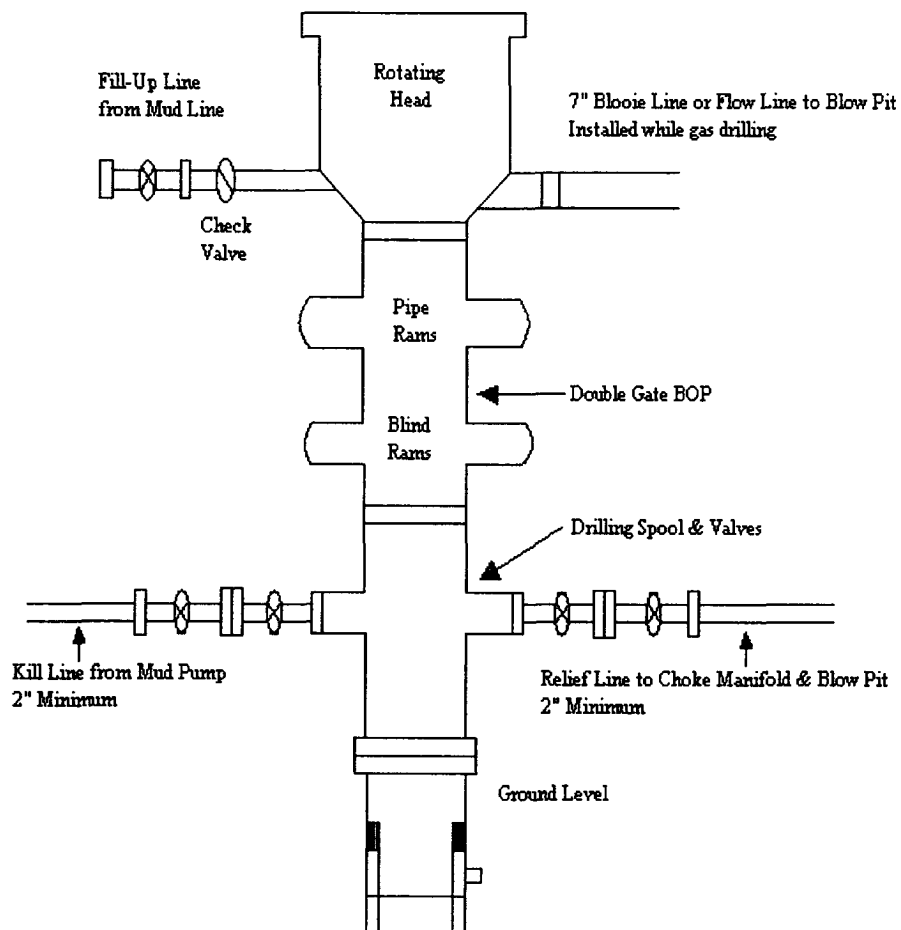 Rotating
Head
Fill-Up Line
from Mud Line
7" Blooie Line or Flow Line to Blow Pit
Installed while gas drilling
Check
Valve
Pipe
Rams
Double Gate BOP
Blind
Rams
Drilling Spool & Valves
Kill Line from Mud Pump
2" Minimum
Relief Line to Choke Manifold & Blow Pit
2" Minimum
Ground Level